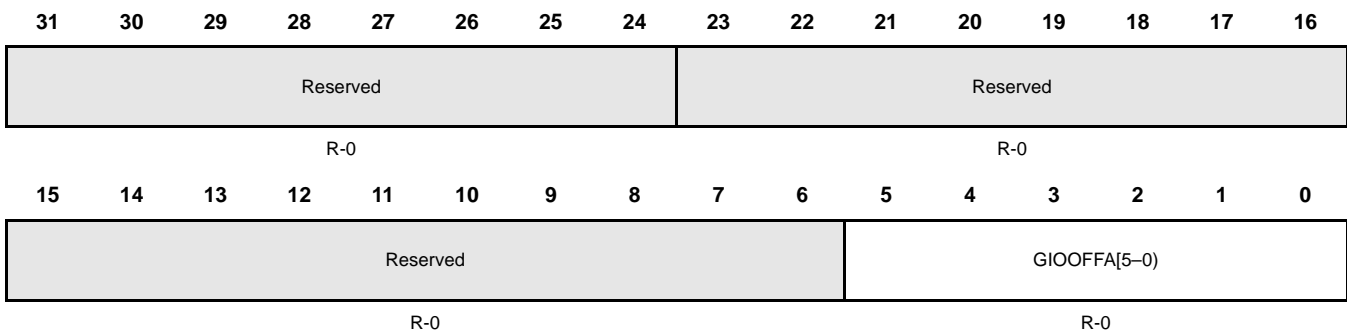 31 30 29 28 27 26 25 24 23 22 21 20 19 18 17 16
Reserved Reserved
R-0 R-0
15 14 13 12 11 10 9 8 7 6 5 4 3 2 1 0
Reserved GIOOFFA[5–0)
R-0 R-0